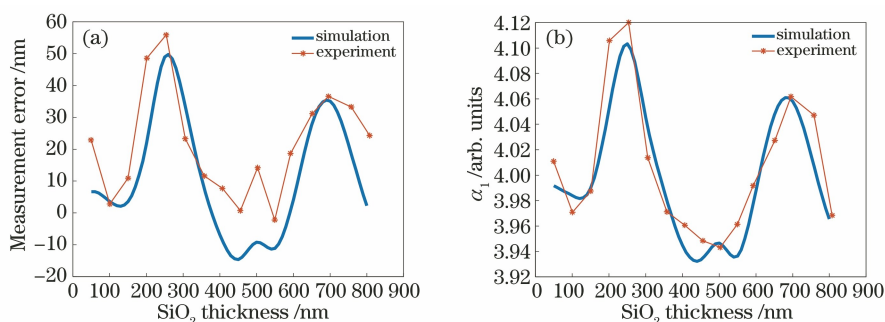 60
50
40
30
20
10
0
−10
−20
Measurement error /nm
(a)
simulation
experiment
0 100 200 300 400 500 600 700 800 900
SiO2 thickness /nm
4.12
4.10
4.08
4.06
4.04
4.02
4.00
3.98
3.96
3.94
3.92
α1 /arb. units
(b)
simulation
experiment
0 100 200 300 400 500 600 700 800 900
SiO2 thickness /nm